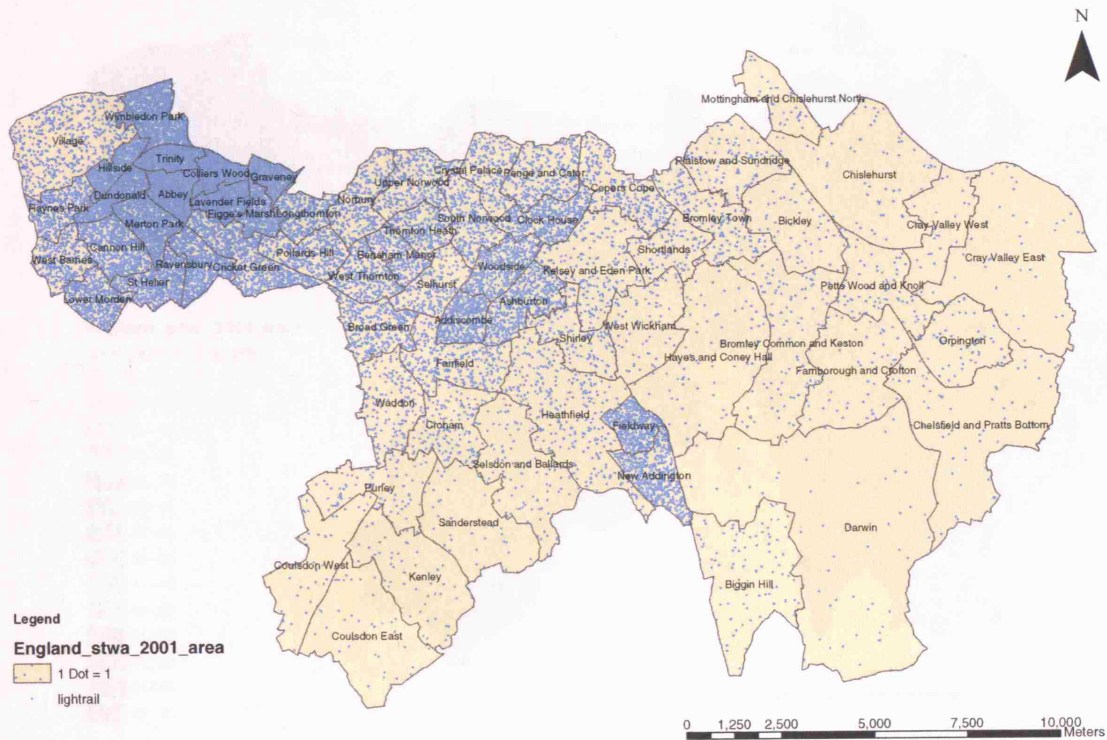 N
Mottingham and Chislehurst North
Wimbledon Park
Village
Trinity
Hillside
Colliers Wood
Graveney
Plaistow and Sundridge
Crystal Palace
Penge and Cator
Upper Norwood
Copers Cope
Chislehurst
Dundonald
Abbey
Lavender Fields
Norbury
Raynes Park
Figge's Marsh
Longthornton
South Norwood
Clock House
Bromley Town
Bickley
Cray Valley West
Merton Park
Thornton Heath
Cannon Hill
Pollards Hill
Bensham Manor
Shortlands
West Barnes
Ravensbury
Cricket Green
Woodside
Kelsey and Eden Park
Cray Valley East
St Helier
West Thornton
Selhurst
Petts Wood and Knoll
Lower Morden
Ashburton
Broad Green
Addiscombe
West Wickham
Shirley
Bromley Common and Keston
Orpington
Hayes and Coney Hall
Fairfield
Farnborough and Crofton
Waddon
Heathfield
Croham
Fieldway
Chelsfield and Pratts Bottom
Selsdon and Ballards
New Addington
Purley
Sanderstead
Darwin
Coulsdon West
Kenley
Biggin Hill
Coulsdon East
Legend
England_stwa_2001_area
1 Dot = 1
lightrail
0 1,250 2,500 5,000 7,500 10,000
Meters